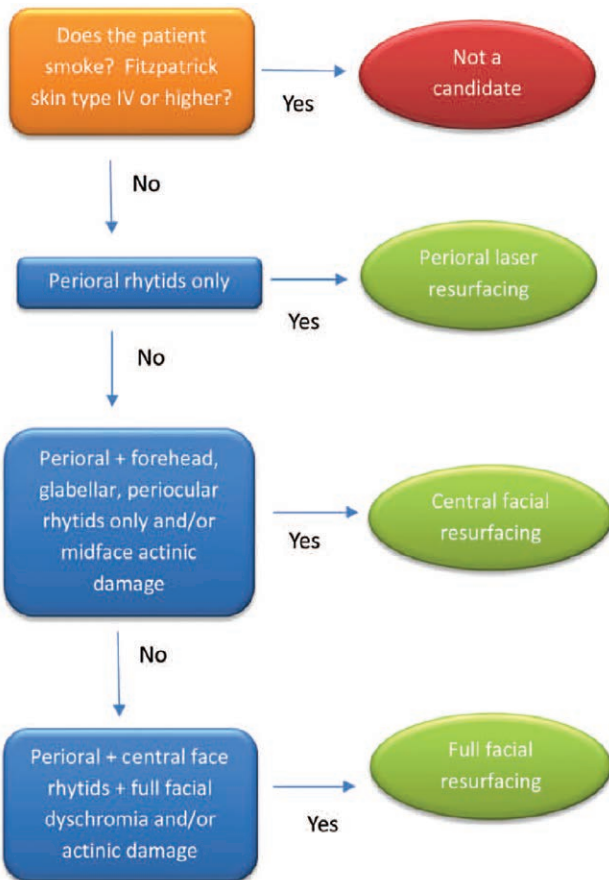 Does the patient
smoke? Fitzpatrick
skin type IV or higher?
Yes
Not a
candidate
No
Perioral rhytids only
Yes
Perioral laser
resurfacing
No
Perioral + forehead,
glabellar, periocular
rhytids only and/or
midface actinic
damage
Yes
Central facial
resurfacing
No
Perioral + central face
rhytids + full facial
dyschromia and/or
actinic damage
Yes
Full facial
resurfacing